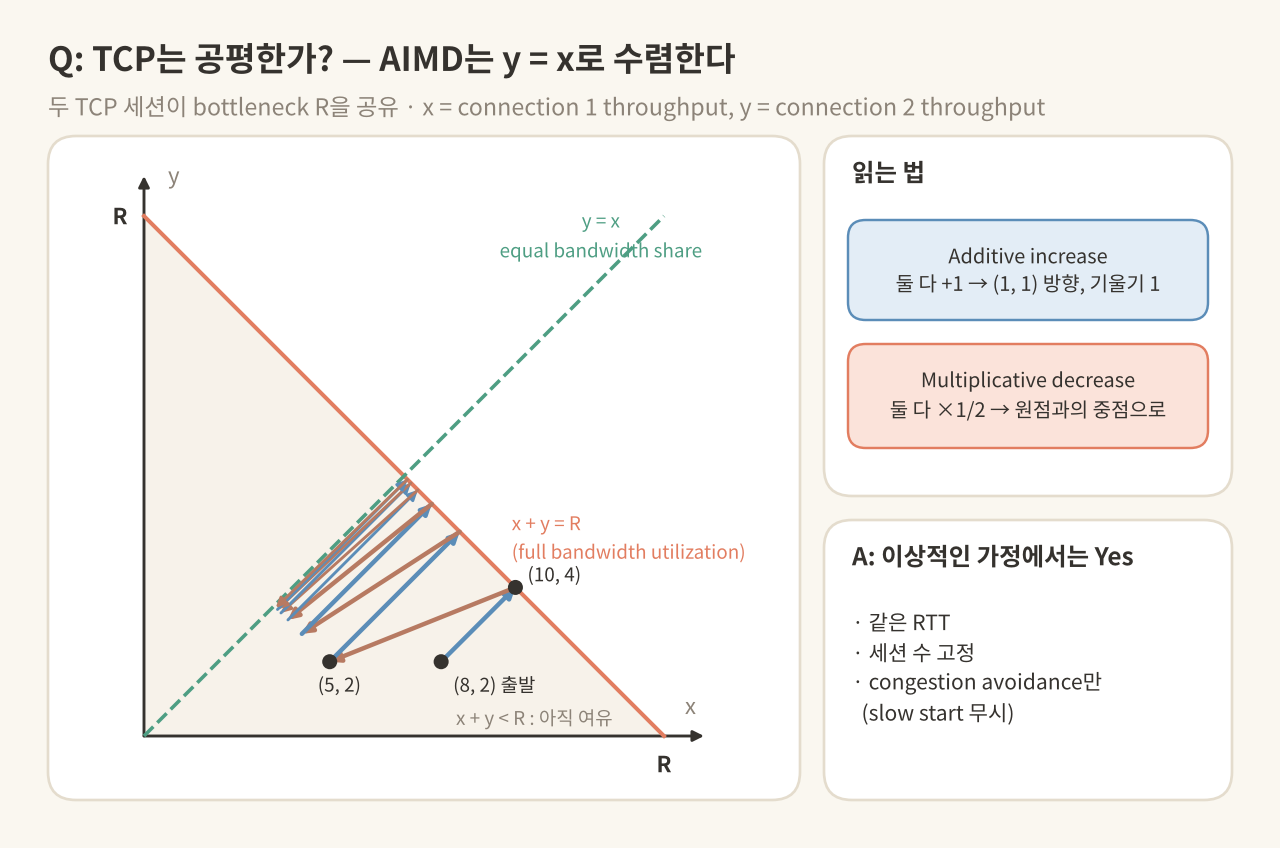 Q: TCP는 공평한가? — AIMD는 y = x로 수렴한다
두 TCP 세션이 bottleneck R을 공유 · x = connection 1 throughput, y = connection 2 throughput
y
R
y = x
equal bandwidth share
x + y = R
(full bandwidth utilization)
(10, 4)
(5, 2)
(8, 2) 출발
x + y < R : 아직 여유
x
R
읽는 법
Additive increase
둘 다 +1 → (1, 1) 방향, 기울기 1
Multiplicative decrease
둘 다 ×1/2 → 원점과의 중점으로
A: 이상적인 가정에서는 Yes
· 같은 RTT
· 세션 수 고정
· congestion avoidance만
(slow start 무시)